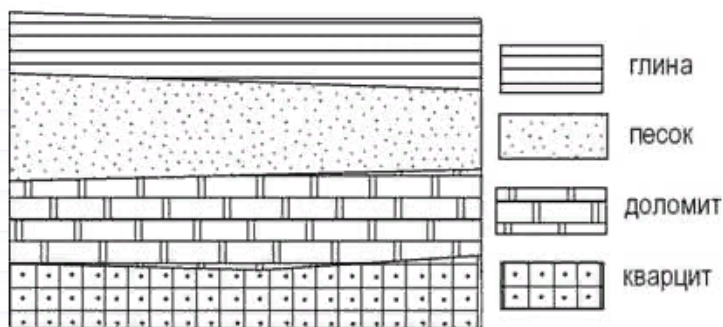 глина
песок
доломит
кварцит